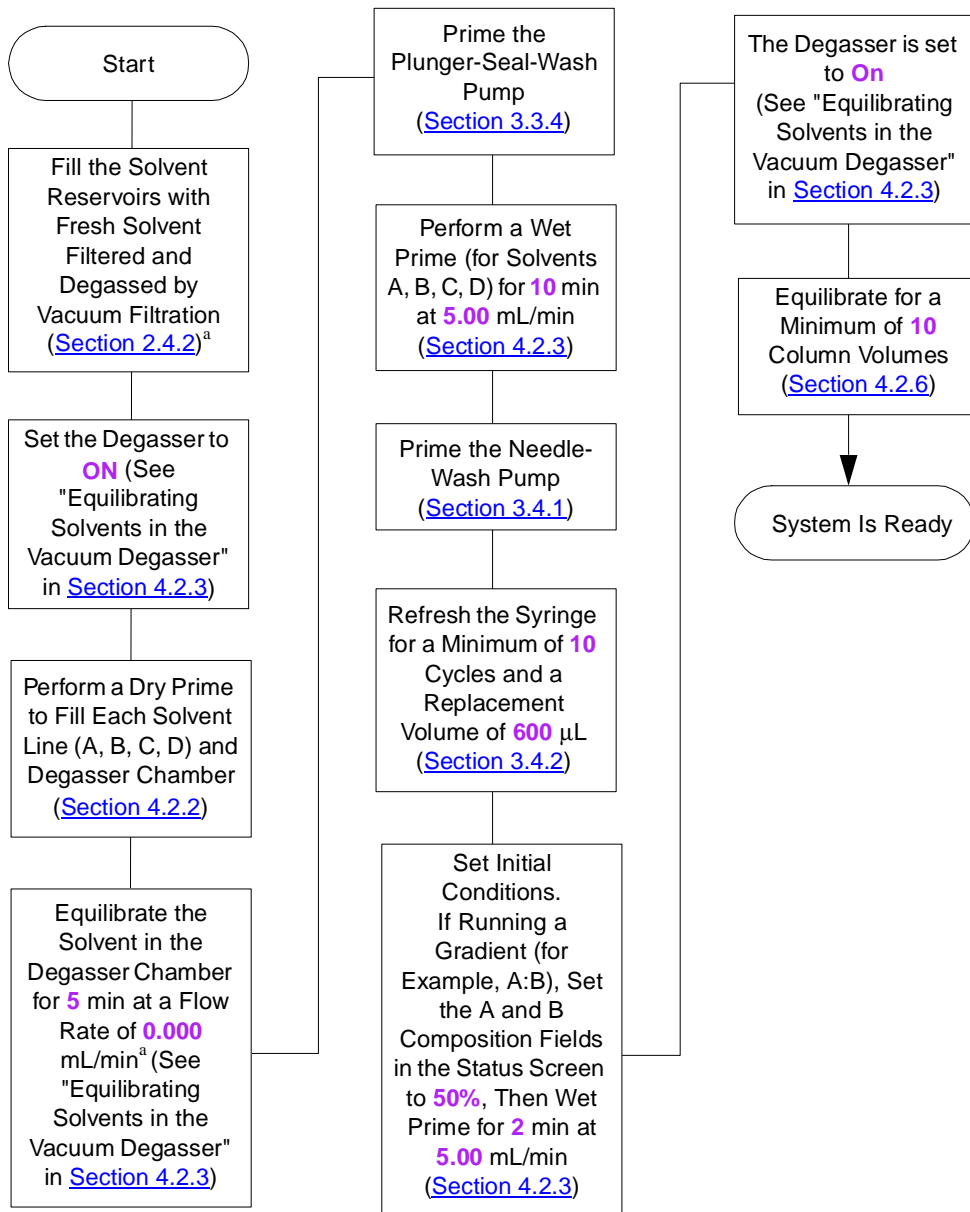 Start
Fill the Solvent
Reservoirs with
Fresh Solvent
Filtered and
Degassed by
Vacuum Filtration
(Section 2.4.2)a
Set the Degasser to
ON (See
"Equilibrating
Solvents in the
Vacuum Degasser"
in Section 4.2.3)
Perform a Dry Prime
to Fill Each Solvent
Line (A, B, C, D) and
Degasser Chamber
(Section 4.2.2)
Equilibrate the
Solvent in the
Degasser Chamber
for 5 min at a Flow
Rate of 0.000
mL/mina (See
"Equilibrating
Solvents in the
Vacuum Degasser"
in Section 4.2.3)
Prime the
Plunger-Seal-Wash
Pump
(Section 3.3.4)
Perform a Wet
Prime (for Solvents
A, B, C, D) for 10 min
at 5.00 mL/min
(Section 4.2.3)
Prime the Needle-
Wash Pump
(Section 3.4.1)
Refresh the Syringe
for a Minimum of 10
Cycles and a
Replacement
Volume of 600 µL
(Section 3.4.2)
Set Initial
Conditions.
If Running a
Gradient (for
Example, A:B), Set
the A and B
Composition Fields
in the Status Screen
to 50%, Then Wet
Prime for 2 min at
5.00 mL/min
(Section 4.2.3)
The Degasser is set
to On
(See "Equilibrating
Solvents in the
Vacuum Degasser"
in Section 4.2.3)
Equilibrate for a
Minimum of 10
Column Volumes
(Section 4.2.6)
System Is Ready